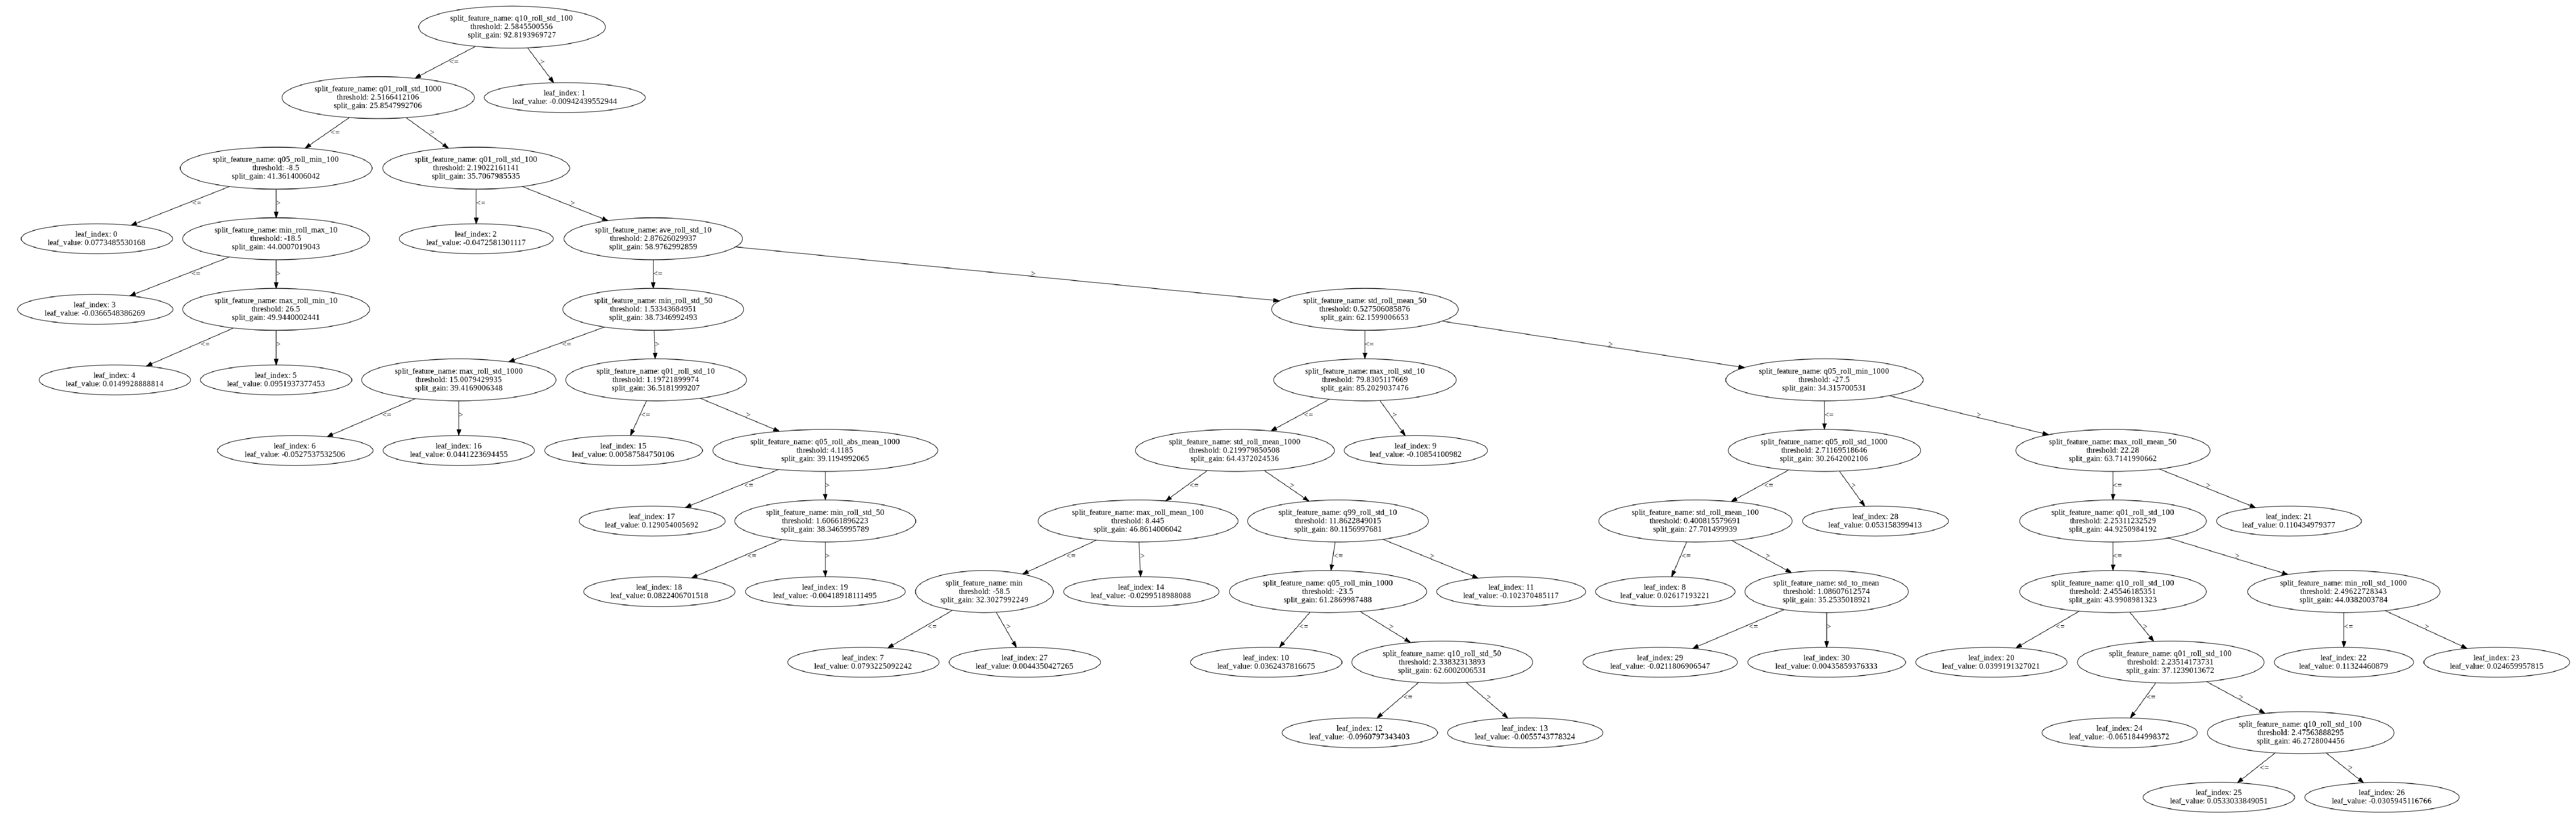 split_feature_name: q10_roll_std_100
threshold: 2.5845500556
split_gain: 92.8193969727
<=
>
split_feature_name: q01_roll_std_1000
threshold: 2.5166412106
split_gain: 25.8547992706
leaf_index: 1
leaf_value: -0.00942439552944
<=
>
split_feature_name: q05_roll_min_100
threshold: -8.5
split_gain: 41.3614006042
split_feature_name: q01_roll_std_100
threshold: 2.19022161141
split_gain: 35.7067985535
<=
>
<=
>
leaf_index: 0
leaf_value: 0.0773485530168
split_feature_name: min_roll_max_10
threshold: -18.5
split_gain: 44.0007019043
leaf_index: 2
leaf_value: -0.0472581301117
split_feature_name: ave_roll_std_10
threshold: 2.87626029937
split_gain: 58.9762992859
<=
>
<=
>
leaf_index: 3
leaf_value: -0.0366548386269
split_feature_name: max_roll_min_10
threshold: 26.5
split_gain: 49.9440002441
split_feature_name: min_roll_std_50
threshold: 1.53343684951
split_gain: 38.7346992493
split_feature_name: std_roll_mean_50
threshold: 0.527506085876
split_gain: 62.1599006653
<=
>
<=
>
<=
>
leaf_index: 4
leaf_value: 0.0149928888814
leaf_index: 5
leaf_value: 0.0951937377453
split_feature_name: max_roll_std_1000
threshold: 15.0079429935
split_gain: 39.4169006348
split_feature_name: q01_roll_std_10
threshold: 1.19721899974
split_gain: 36.5181999207
split_feature_name: max_roll_std_10
threshold: 79.8305117669
split_gain: 85.2029037476
split_feature_name: q05_roll_min_1000
threshold: -27.5
split_gain: 34.315700531
<=
>
<=
>
<=
>
<=
>
leaf_index: 6
leaf_value: -0.0527537532506
leaf_index: 16
leaf_value: 0.0441223694455
leaf_index: 15
leaf_value: 0.00587584750106
split_feature_name: q05_roll_abs_mean_1000
threshold: 4.1185
split_gain: 39.1194992065
split_feature_name: std_roll_mean_1000
threshold: 0.219979850508
split_gain: 64.4372024536
leaf_index: 9
leaf_value: -0.10854100982
split_feature_name: q05_roll_std_1000
threshold: 2.71169518646
split_gain: 30.2642002106
split_feature_name: max_roll_mean_50
threshold: 22.28
split_gain: 63.7141990662
<=
>
<=
>
<=
>
<=
>
leaf_index: 17
leaf_value: 0.129054005692
split_feature_name: min_roll_std_50
threshold: 1.60661896223
split_gain: 38.3465995789
split_feature_name: max_roll_mean_100
threshold: 8.445
split_gain: 46.8614006042
split_feature_name: q99_roll_std_10
threshold: 11.8622849015
split_gain: 80.1156997681
split_feature_name: std_roll_mean_100
threshold: 0.400815579691
split_gain: 27.701499939
leaf_index: 28
leaf_value: 0.053158399413
split_feature_name: q01_roll_std_100
threshold: 2.25311232529
split_gain: 44.9250984192
leaf_index: 21
leaf_value: 0.110434979377
<=
>
<=
>
<=
>
<=
>
<=
>
leaf_index: 18
leaf_value: 0.0822406701518
leaf_index: 19
leaf_value: -0.00418918111495
split_feature_name: min
threshold: -58.5
split_gain: 32.3027992249
leaf_index: 14
leaf_value: -0.0299518988088
split_feature_name: q05_roll_min_1000
threshold: -23.5
split_gain: 61.2869987488
leaf_index: 11
leaf_value: -0.102370485117
leaf_index: 8
leaf_value: 0.02617193221
split_feature_name: std_to_mean
threshold: 1.08607612574
split_gain: 35.2535018921
split_feature_name: q10_roll_std_100
threshold: 2.45546185351
split_gain: 43.9908981323
split_feature_name: min_roll_std_1000
threshold: 2.49622728343
split_gain: 44.0382003784
<=
>
<=
>
<=
>
<=
>
<=
>
leaf_index: 7
leaf_value: 0.0793225092242
leaf_index: 27
leaf_value: 0.0044350427265
leaf_index: 10
leaf_value: 0.0362437816675
split_feature_name: q10_roll_std_50
threshold: 2.33832313893
split_gain: 62.6002006531
leaf_index: 29
leaf_value: -0.0211806906547
leaf_index: 30
leaf_value: 0.00435859376333
leaf_index: 20
leaf_value: 0.0399191327021
split_feature_name: q01_roll_std_100
threshold: 2.23514173731
split_gain: 37.1239013672
leaf_index: 22
leaf_value: 0.11324460879
leaf_index: 23
leaf_value: 0.024659957815
<=
>
<=
>
leaf_index: 12
leaf_value: -0.0960797343403
leaf_index: 13
leaf_value: -0.0055743778324
leaf_index: 24
leaf_value: -0.0651844998372
split_feature_name: q10_roll_std_100
threshold: 2.47563888295
split_gain: 46.2728004456
<=
>
leaf_index: 25
leaf_value: 0.0533033849051
leaf_index: 26
leaf_value: -0.0305945116766